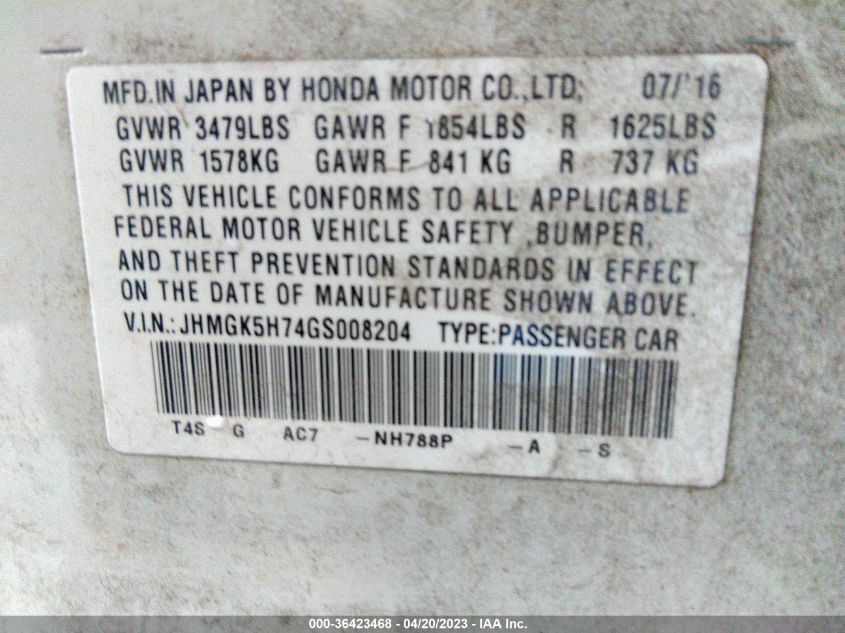 MFD.IN JAPAN BY HONDA MOTOR CO.,LTD; 07/'16
GVWR 3479LBS GAWR F 1854LBS R 1625LBS
GVWR 1578KG GAWR F 841 KG R 737 KG
THIS VEHICLE CONFORMS TO ALL APPLICABLE
FEDERAL MOTOR VEHICLE SAFETY ,BUMPER,
AND THEFT PREVENTION STANDARDS IN EFFECT
ON THE DATE OF MANUFACTURE SHOWN ABOVE.
V.I.N.:JHMGK5H74GS008204 TYPE:PASSENGER CAR
T4S G AC7 -NH788P -A -S
000-36423468 - 04/20/2023 - IAA Inc.